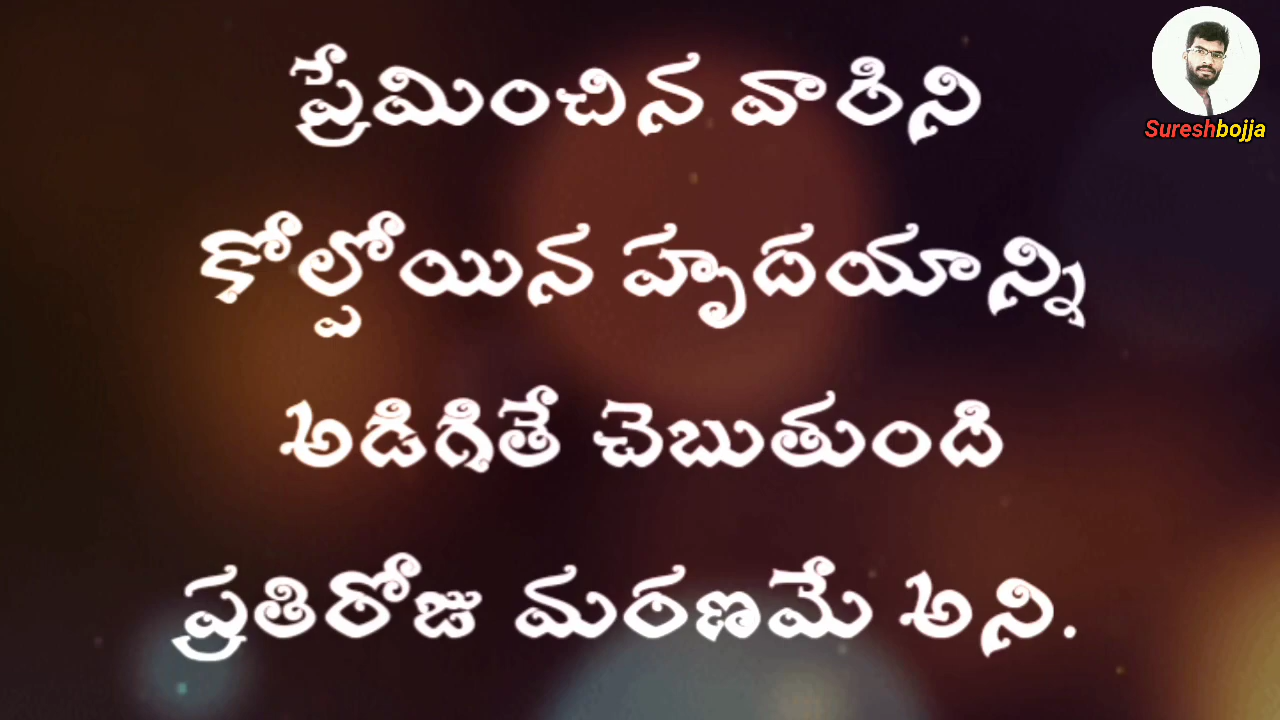 ప్రేమించిన వారిని
కోల్పోయిన హృదయాన్ని
అడిగితే చెబుతుంది
ప్రతిరోజు మరణమే అని.
Sureshbojja